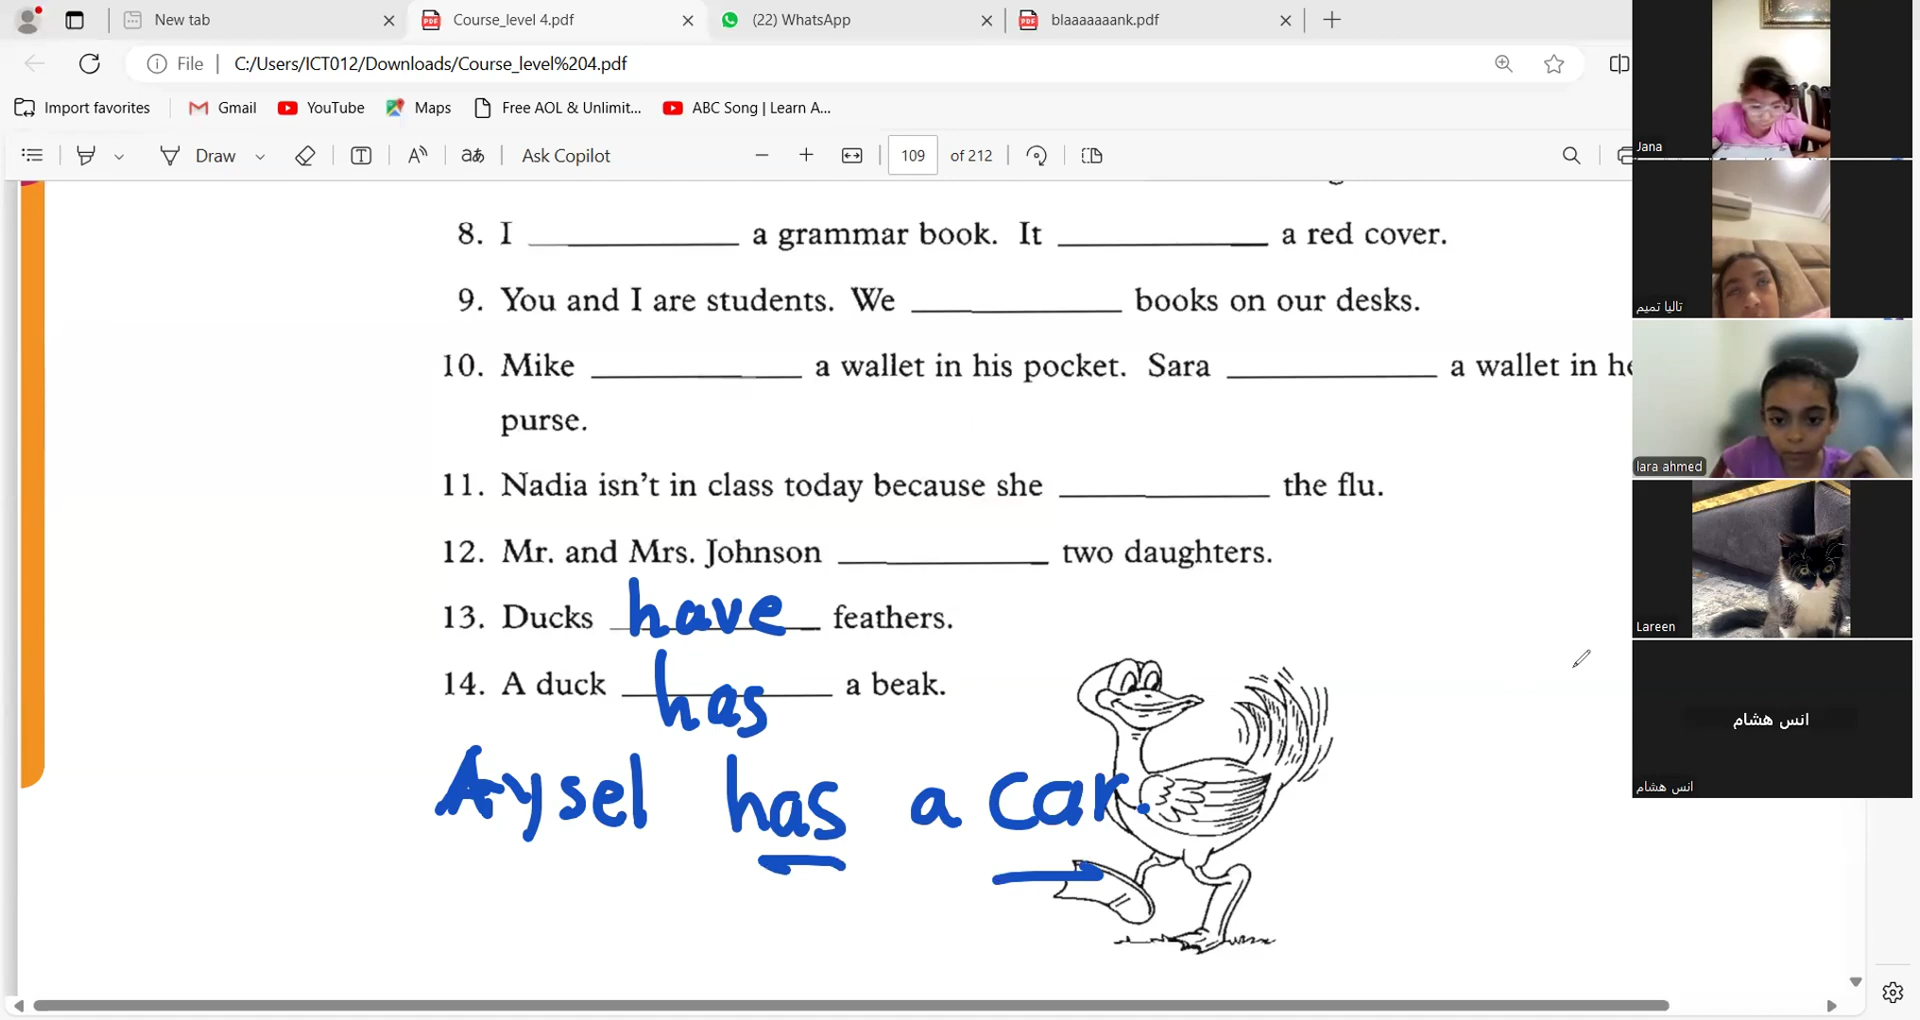 New tab
Course_level 4.pdf
(22) WhatsApp
blaaaaaaank.pdf
File
C:/Users/ICT012/Downloads/Course_level%204.pdf
Import favorites
Gmail
YouTube
Maps
Free AOL & Unlimit...
ABC Song | Learn A...
Draw
Ask Copilot
109 of 212
8. I ____________ a grammar book. It ____________ a red cover.
9. You and I are students. We ____________ books on our desks.
10. Mike ____________ a wallet in his pocket. Sara ____________ a wallet in he
purse.
11. Nadia isn't in class today because she ____________ the flu.
12. Mr. and Mrs. Johnson ____________ two daughters.
13. Ducks have feathers.
14. A duck has a beak.
Aysel has a car.
Jana
تاليا تميم
lara ahmed
Lareen
انس هشام
انس هشام